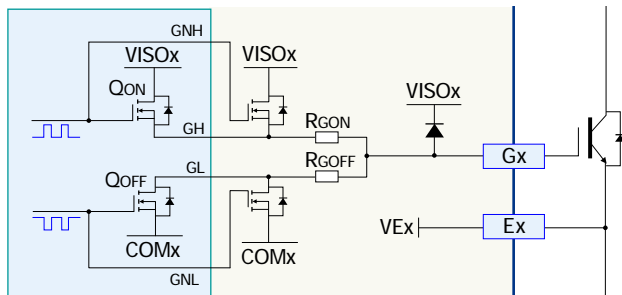 GNH
VISOx
VISOx
QON
VISOx
GH
RGON
RGOFF
Gx
GL
QOFF
VEx
Ex
COMx
COMx
GNL